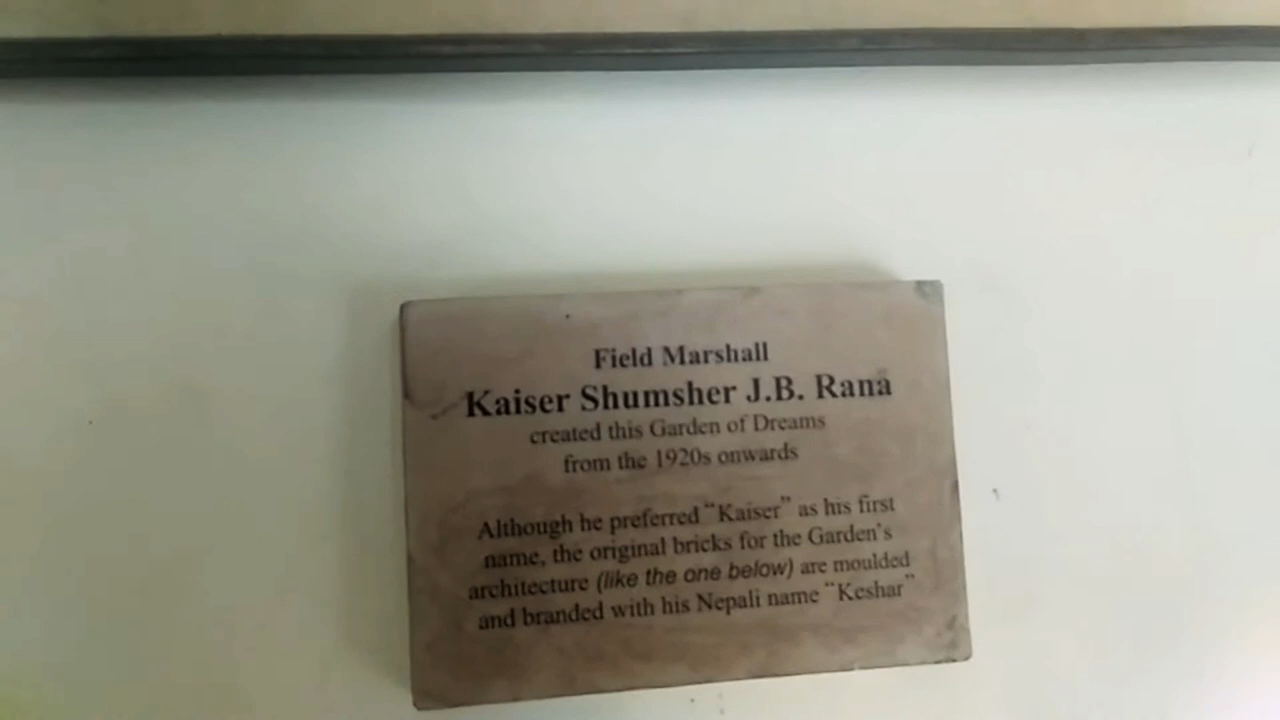 Field Marshall
Kaiser Shumsher J.B. Rana
created this Garden of Dreams
from the 1920s onwards
Although he preferred “Kaiser” as his first
name, the original bricks for the Garden's
architecture (like the one below) are moulded
and branded with his Nepali name “Keshar”